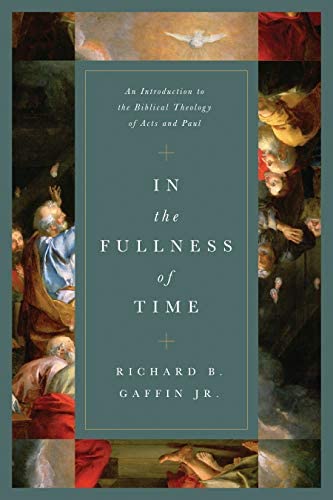 An Introduction to
the Biblical Theology
of Acts and Paul
IN
the
FULLNESS
of
TIME
RICHARD B.
GAFFIN JR.